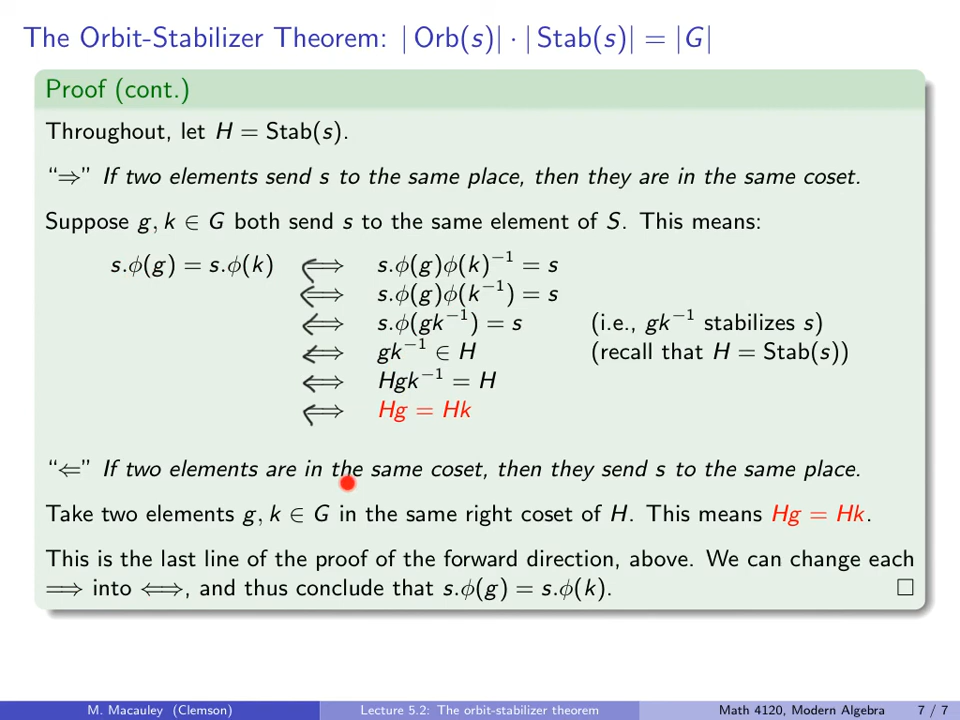 The Orbit-Stabilizer Theorem: | Orb(s)| · | Stab(s)| = |G|
Proof (cont.)
Throughout, let H = Stab(s).
“⇒” If two elements send s to the same place, then they are in the same coset.
Suppose g, k ∈ G both send s to the same element of S. This means:
s.ϕ(g) = s.ϕ(k) ⟺ s.ϕ(g)ϕ(k)⁻¹ = s
⟺ s.ϕ(g)ϕ(k⁻¹) = s
⟺ s.ϕ(gk⁻¹) = s (i.e., gk⁻¹ stabilizes s)
⟺ gk⁻¹ ∈ H (recall that H = Stab(s))
⟺ Hgk⁻¹ = H
⟺ Hg = Hk
“⇐” If two elements are in the same coset, then they send s to the same place.
Take two elements g, k ∈ G in the same right coset of H. This means Hg = Hk.
This is the last line of the proof of the forward direction, above. We can change each
⟹ into ⟺, and thus conclude that s.ϕ(g) = s.ϕ(k). □
M. Macauley (Clemson) Lecture 5.2: The orbit-stabilizer theorem Math 4120, Modern Algebra 7 / 7